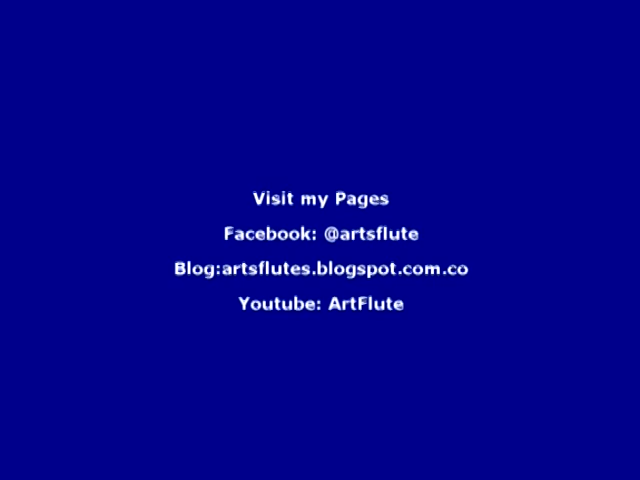 Visit my Pages
Facebook: @artsflute
Blog:artsflutes.blogspot.com.co
Youtube: ArtFlute